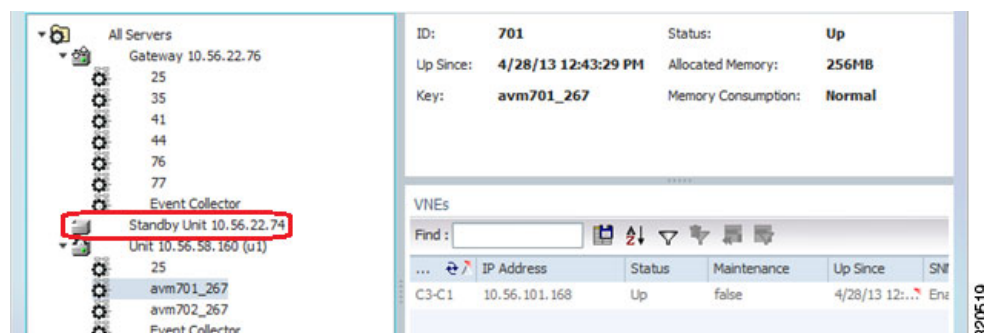 All Servers
Gateway 10.56.22.76
25
35
41
44
76
77
Event Collector
Standby Unit 10.56.22.74
Unit 10.56.58.160 (u1)
25
avm701_267
avm702_267
Event Collector
ID: 701 Status: Up
Up Since: 4/28/13 12:43:29 PM Allocated Memory: 256MB
Key: avm701_267 Memory Consumption: Normal
VNEs
Find :
... IP Address Status Maintenance Up Since
C3-C1 10.56.101.168 Up false 4/28/13 12:...